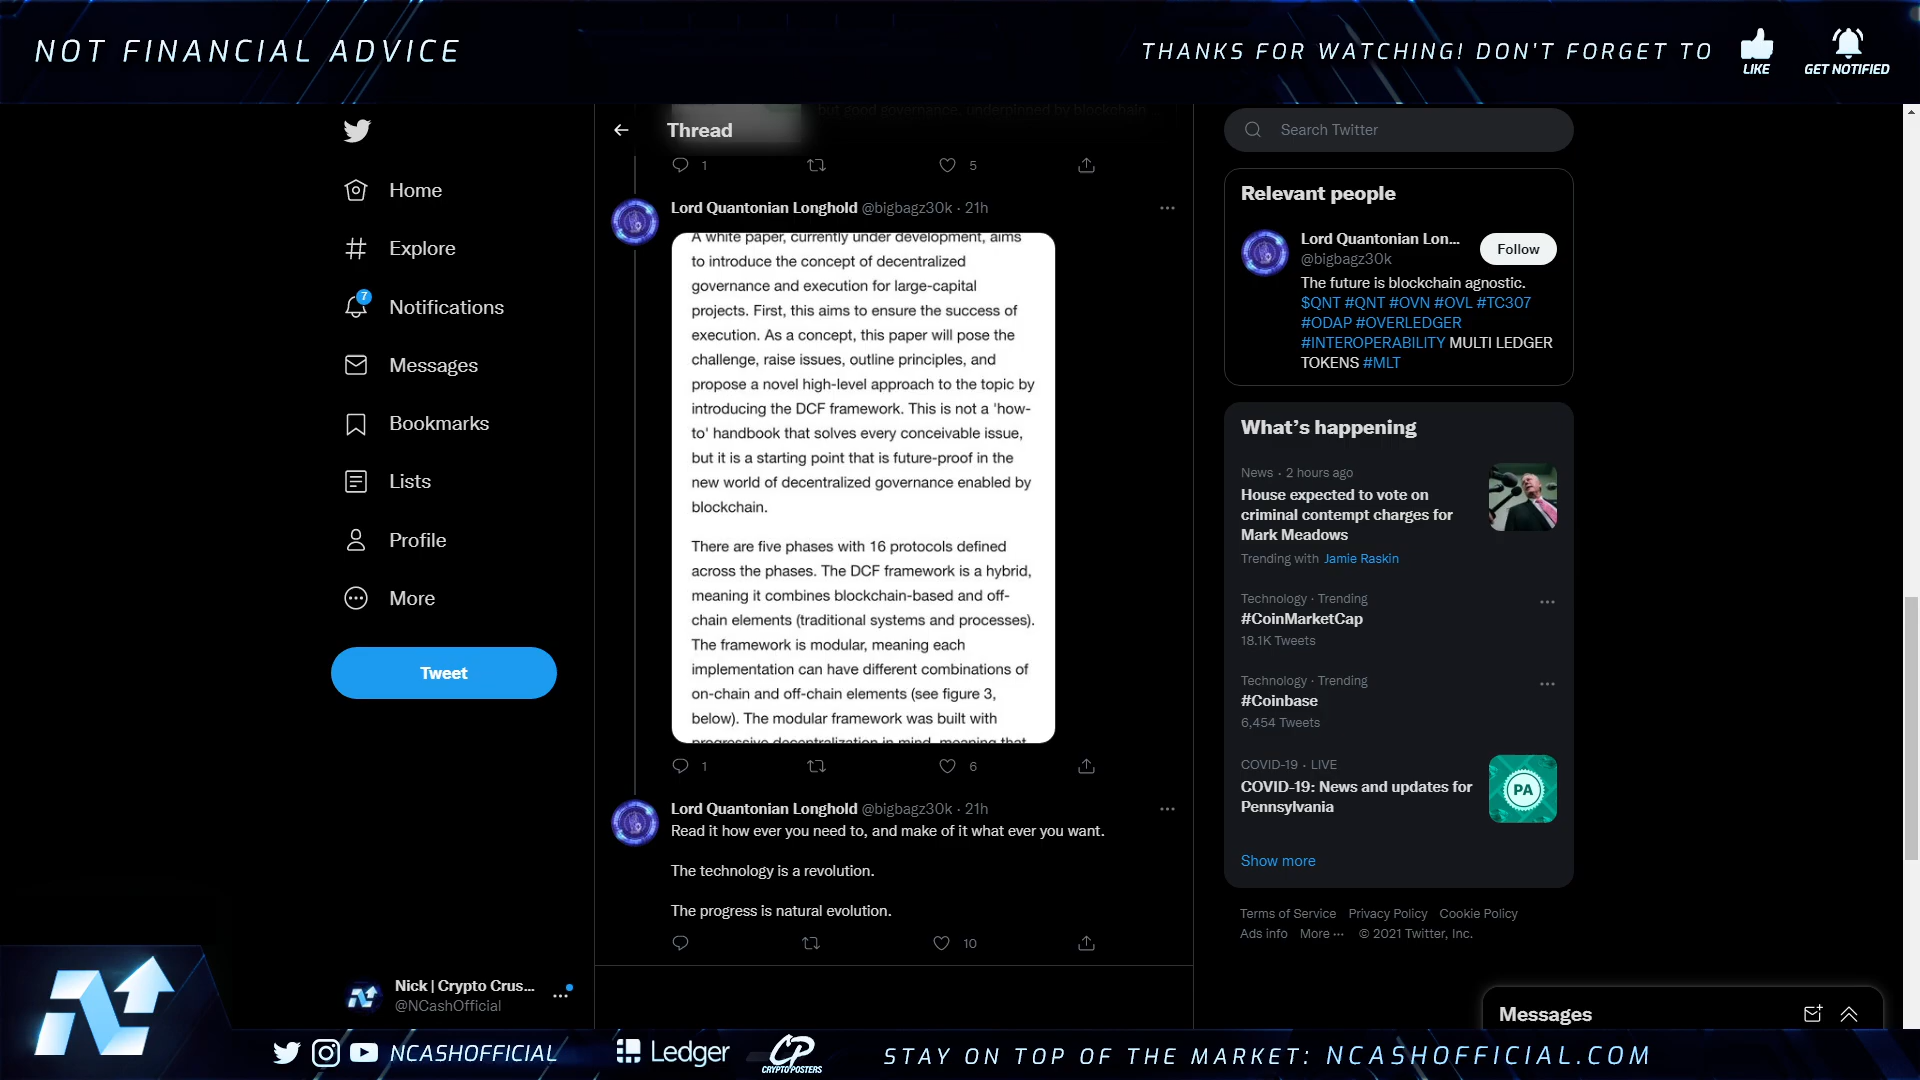 NOT FINANCIAL ADVICE
THANKS FOR WATCHING! DON'T FORGET TO
LIKE
GET NOTIFIED
Home
Explore
7
Notifications
Messages
Bookmarks
Lists
Profile
More
Tweet
Nick | Crypto Crus...
@NCashOfficial
but good governance, underpinned by blockchain ...
Thread
1
5
Lord Quantonian Longhold @bigbagz30k · 21h
A white paper, currently under development, aims
to introduce the concept of decentralized
governance and execution for large-capital
projects. First, this aims to ensure the success of
execution. As a concept, this paper will pose the
challenge, raise issues, outline principles, and
propose a novel high-level approach to the topic by
introducing the DCF framework. This is not a 'how-
to' handbook that solves every conceivable issue,
but it is a starting point that is future-proof in the
new world of decentralized governance enabled by
blockchain.
There are five phases with 16 protocols defined
across the phases. The DCF framework is a hybrid,
meaning it combines blockchain-based and off-
chain elements (traditional systems and processes).
The framework is modular, meaning each
implementation can have different combinations of
on-chain and off-chain elements (see figure 3,
below). The modular framework was built with
progressive decentralization in mind, meaning that
1
6
Lord Quantonian Longhold @bigbagz30k · 21h
Read it how ever you need to, and make of it what ever you want.
The technology is a revolution.
The progress is natural evolution.
10
Search Twitter
Relevant people
Lord Quantonian Lon...
@bigbagz30k
Follow
The future is blockchain agnostic.
$QNT #QNT #OVN #OVL #TC307
#ODAP #OVERLEDGER
#INTEROPERABILITY MULTI LEDGER
TOKENS #MLT
What's happening
News · 2 hours ago
House expected to vote on
criminal contempt charges for
Mark Meadows
Trending with Jamie Raskin
Technology · Trending
#CoinMarketCap
18.1K Tweets
Technology · Trending
#Coinbase
6,454 Tweets
COVID-19 · LIVE
COVID-19: News and updates for
Pennsylvania
PA
Show more
Terms of Service Privacy Policy Cookie Policy
Ads info More ··· © 2021 Twitter, Inc.
Messages
NCASHOFFICIAL
Ledger
CP
CRYPTO POSTERS
STAY ON TOP OF THE MARKET: NCASHOFFICIAL.COM